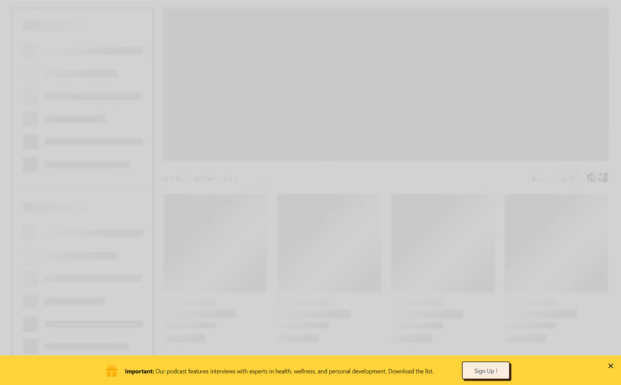 Important: Our podcast features interviews with experts in health, wellness, and personal development. Download the list.
Sign Up !